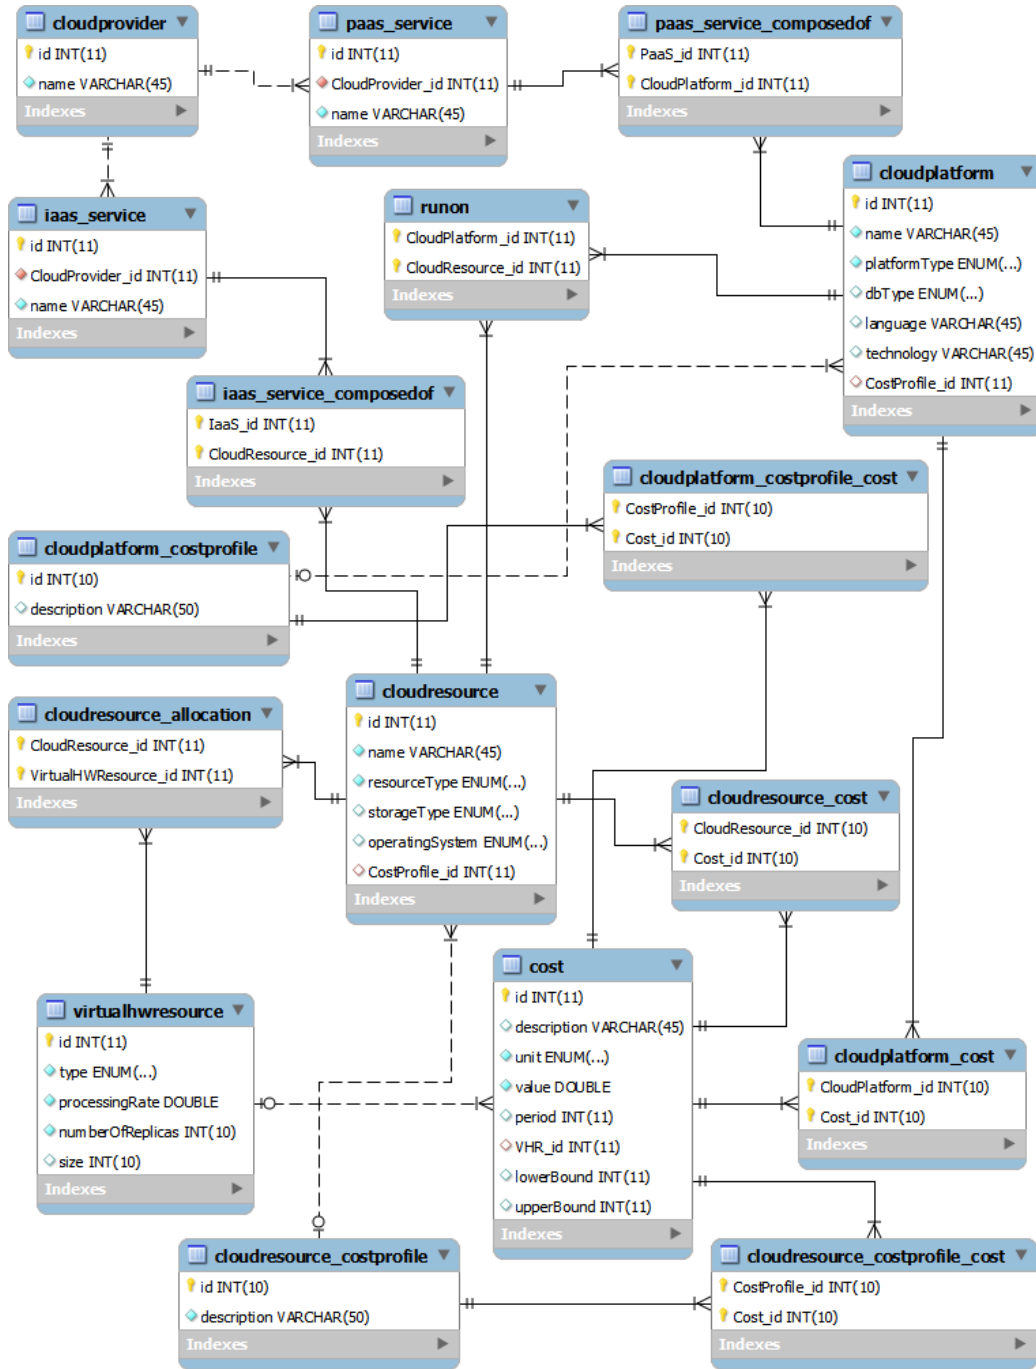 cloudprovider
id INT(11)
name VARCHAR(45)
Indexes
paas_service
id INT(11)
CloudProvider_id INT(11)
name VARCHAR(45)
Indexes
paas_service_composedof
PaaS_id INT(11)
CloudPlatform_id INT(11)
Indexes
cloudplatform
id INT(11)
name VARCHAR(45)
platformType ENUM(...)
dbType ENUM(...)
language VARCHAR(45)
technology VARCHAR(45)
CostProfile_id INT(11)
Indexes
iaas_service
id INT(11)
CloudProvider_id INT(11)
name VARCHAR(45)
Indexes
runon
CloudPlatform_id INT(11)
CloudResource_id INT(11)
Indexes
iaas_service_composedof
IaaS_id INT(11)
CloudResource_id INT(11)
Indexes
cloudplatform_costprofile_cost
CostProfile_id INT(10)
Cost_id INT(10)
Indexes
cloudplatform_costprofile
id INT(10)
description VARCHAR(50)
Indexes
cloudresource
id INT(11)
name VARCHAR(45)
resourceType ENUM(...)
storageType ENUM(...)
operatingSystem ENUM(...)
CostProfile_id INT(11)
Indexes
cloudresource_allocation
CloudResource_id INT(11)
VirtualHWResource_id INT(11)
Indexes
cloudresource_cost
CloudResource_id INT(10)
Cost_id INT(10)
Indexes
cost
id INT(11)
description VARCHAR(45)
unit ENUM(...)
value DOUBLE
period INT(11)
VHR_id INT(11)
lowerBound INT(11)
upperBound INT(11)
Indexes
virtualhwresource
id INT(11)
type ENUM(...)
processingRate DOUBLE
numberOfReplicas INT(10)
size INT(10)
Indexes
cloudplatform_cost
CloudPlatform_id INT(10)
Cost_id INT(10)
Indexes
cloudresource_costprofile
id INT(10)
description VARCHAR(50)
Indexes
cloudresource_costprofile_cost
CostProfile_id INT(10)
Cost_id INT(10)
Indexes